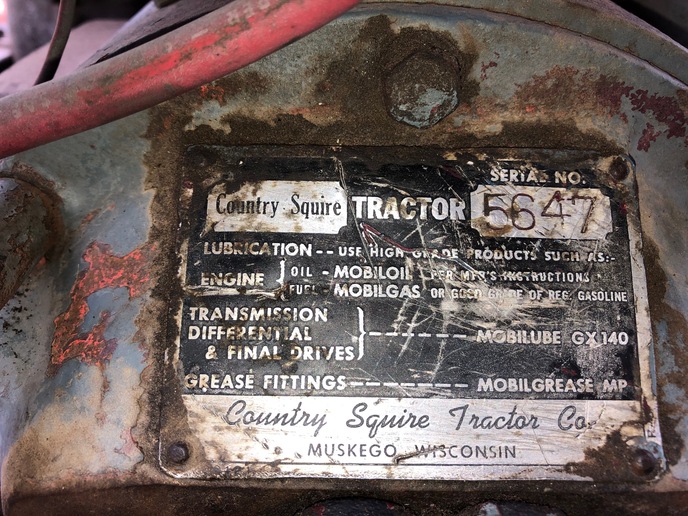 SERIAL NO.
Country Squire TRACTOR 5647
LUBRICATION -- USE HIGH GRADE PRODUCTS SUCH AS:-
ENGINE
OIL - MOBILOIL PER MFR'S INSTRUCTIONS
FUEL - MOBILGAS OR GOOD GRADE OF REG. GASOLINE
TRANSMISSION
DIFFERENTIAL
& FINAL DRIVES
------- MOBILUBE GX140
GREASE FITTINGS ------- MOBILGREASE MP
Country Squire Tractor Co.
MUSKEGO, WISCONSIN